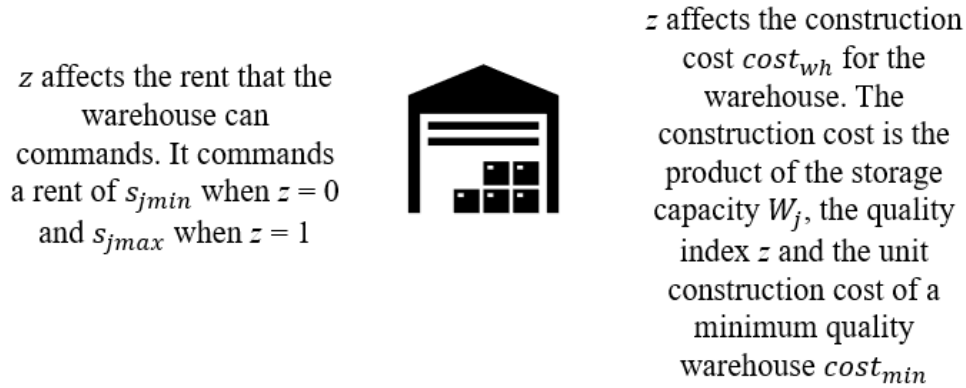 z affects the rent that the
warehouse can
commands. It commands
a rent of s_jmin when z = 0
and s_jmax when z = 1
z affects the construction
cost cost_wh for the
warehouse. The
construction cost is the
product of the storage
capacity W_j, the quality
index z and the unit
construction cost of a
minimum quality
warehouse cost_min